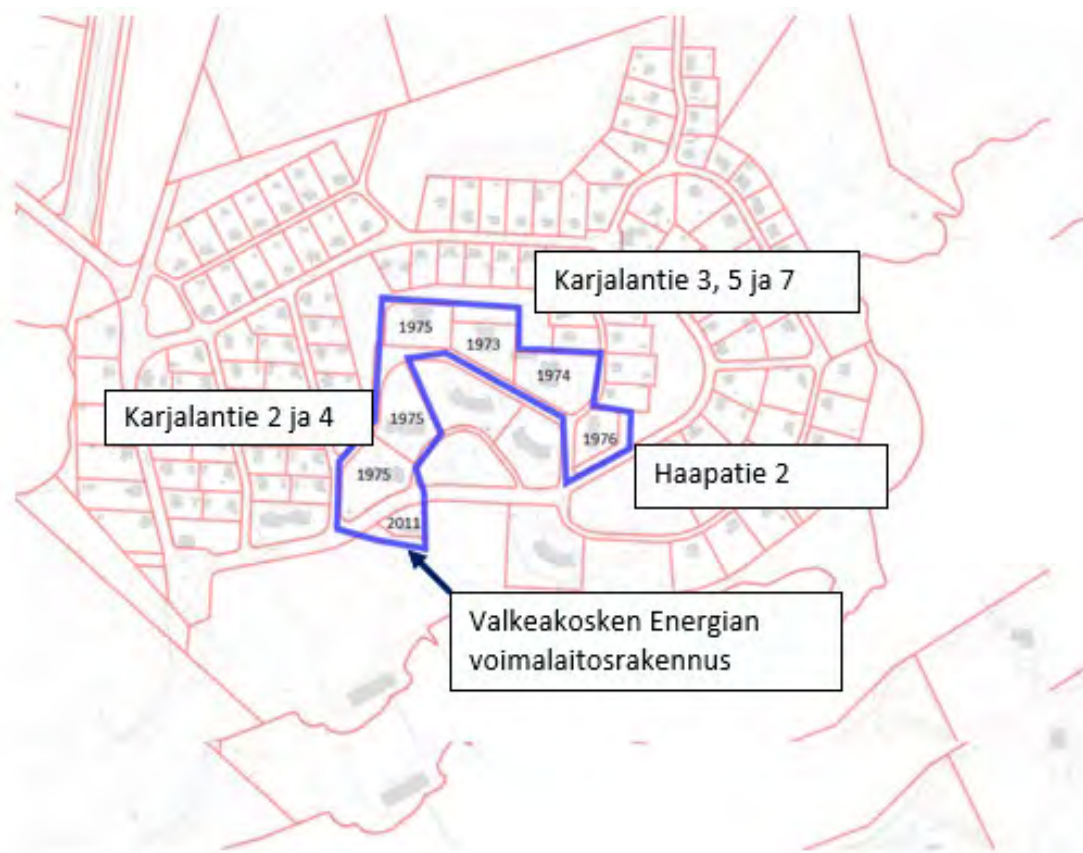 Karjalantie 3, 5 ja 7
1975
1973
1974
Karjalantie 2 ja 4
1975
1976
1975
Haapatie 2
2011
Valkeakosken Energian
voimalaitosrakennus